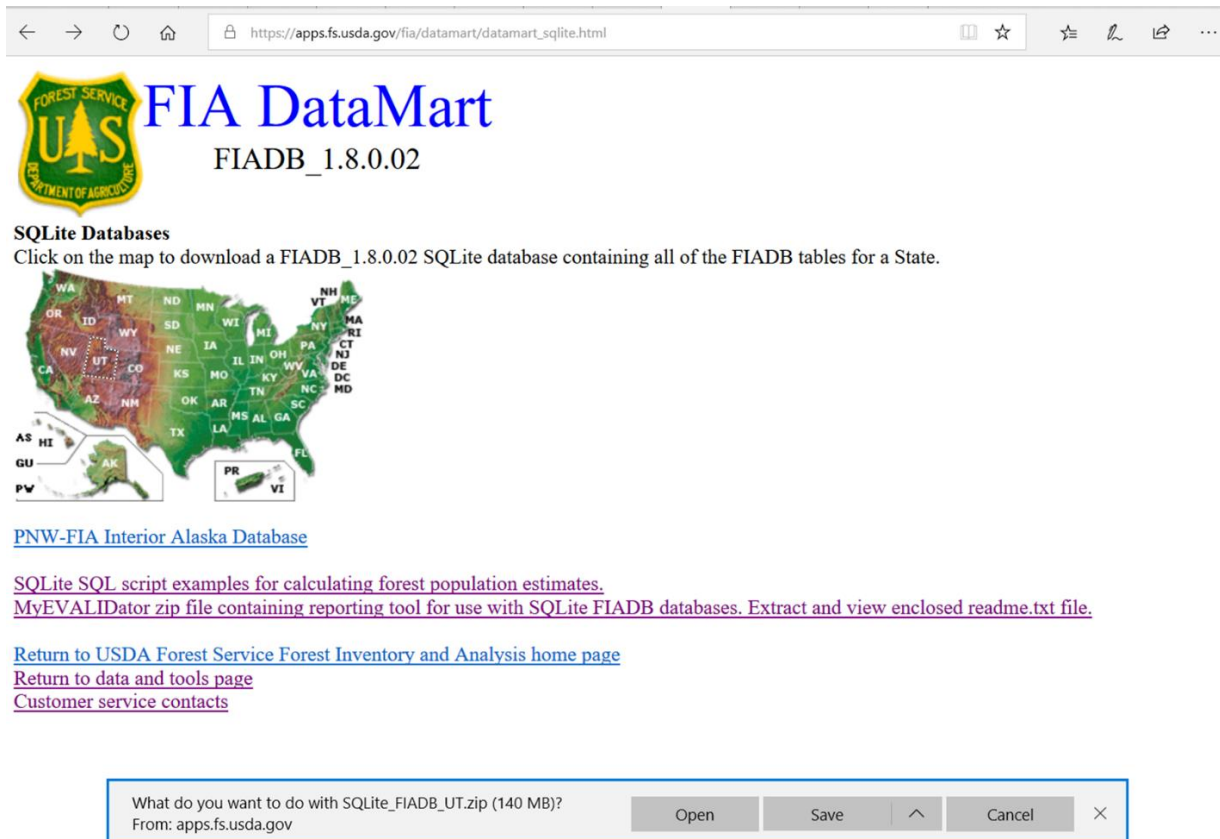 https://apps.fs.usda.gov/fia/datamart/datamart_sqlite.html
FOREST SERVICE
U S
DEPARTMENT OF AGRICULTURE
FIA DataMart
FIADB_1.8.0.02
SQLite Databases
Click on the map to download a FIADB_1.8.0.02 SQLite database containing all of the FIADB tables for a State.
WA MT ND MN NH VT ME
OR ID WY SD WI MI NY MA RI
NV UT CO NE IA IL IN OH PA CT NJ
CA KS MO KY WV VA DE DC
AZ NM OK AR TN NC MD
TX LA MS AL GA SC
FL
AS HI
GU AK PR
PW VI
PNW-FIA Interior Alaska Database
SQLite SQL script examples for calculating forest population estimates.
MyEVALIDator zip file containing reporting tool for use with SQLite FIADB databases. Extract and view enclosed readme.txt file.
Return to USDA Forest Service Forest Inventory and Analysis home page
Return to data and tools page
Customer service contacts
What do you want to do with SQLite_FIADB_UT.zip (140 MB)?
From: apps.fs.usda.gov
Open Save Cancel